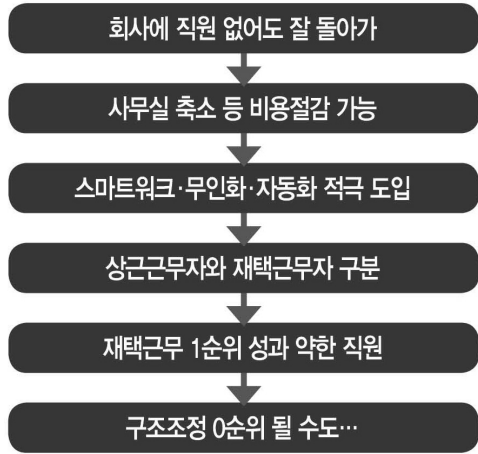 회사에 직원 없어도 잘 돌아가
사무실 축소 등 비용절감 가능
스마트워크·무인화·자동화 적극 도입
상근근무자와 재택근무자 구분
재택근무 1순위 성과 약한 직원
구조조정 0순위 될 수도…